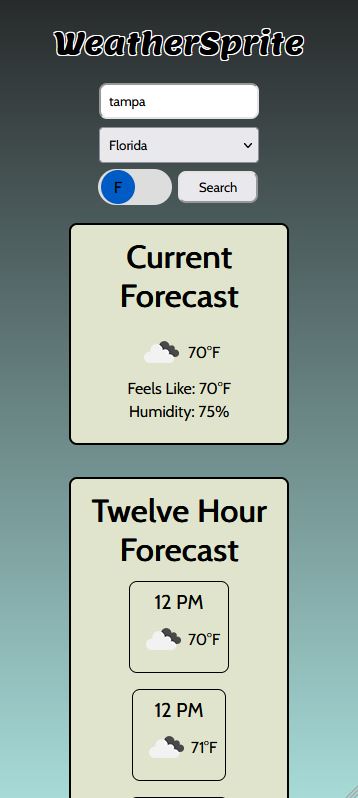 WeatherSprite
tampa
Florida
F
Search
Current
Forecast
70°F
Feels Like: 70°F
Humidity: 75%
Twelve Hour
Forecast
12 PM
70°F
12 PM
71°F